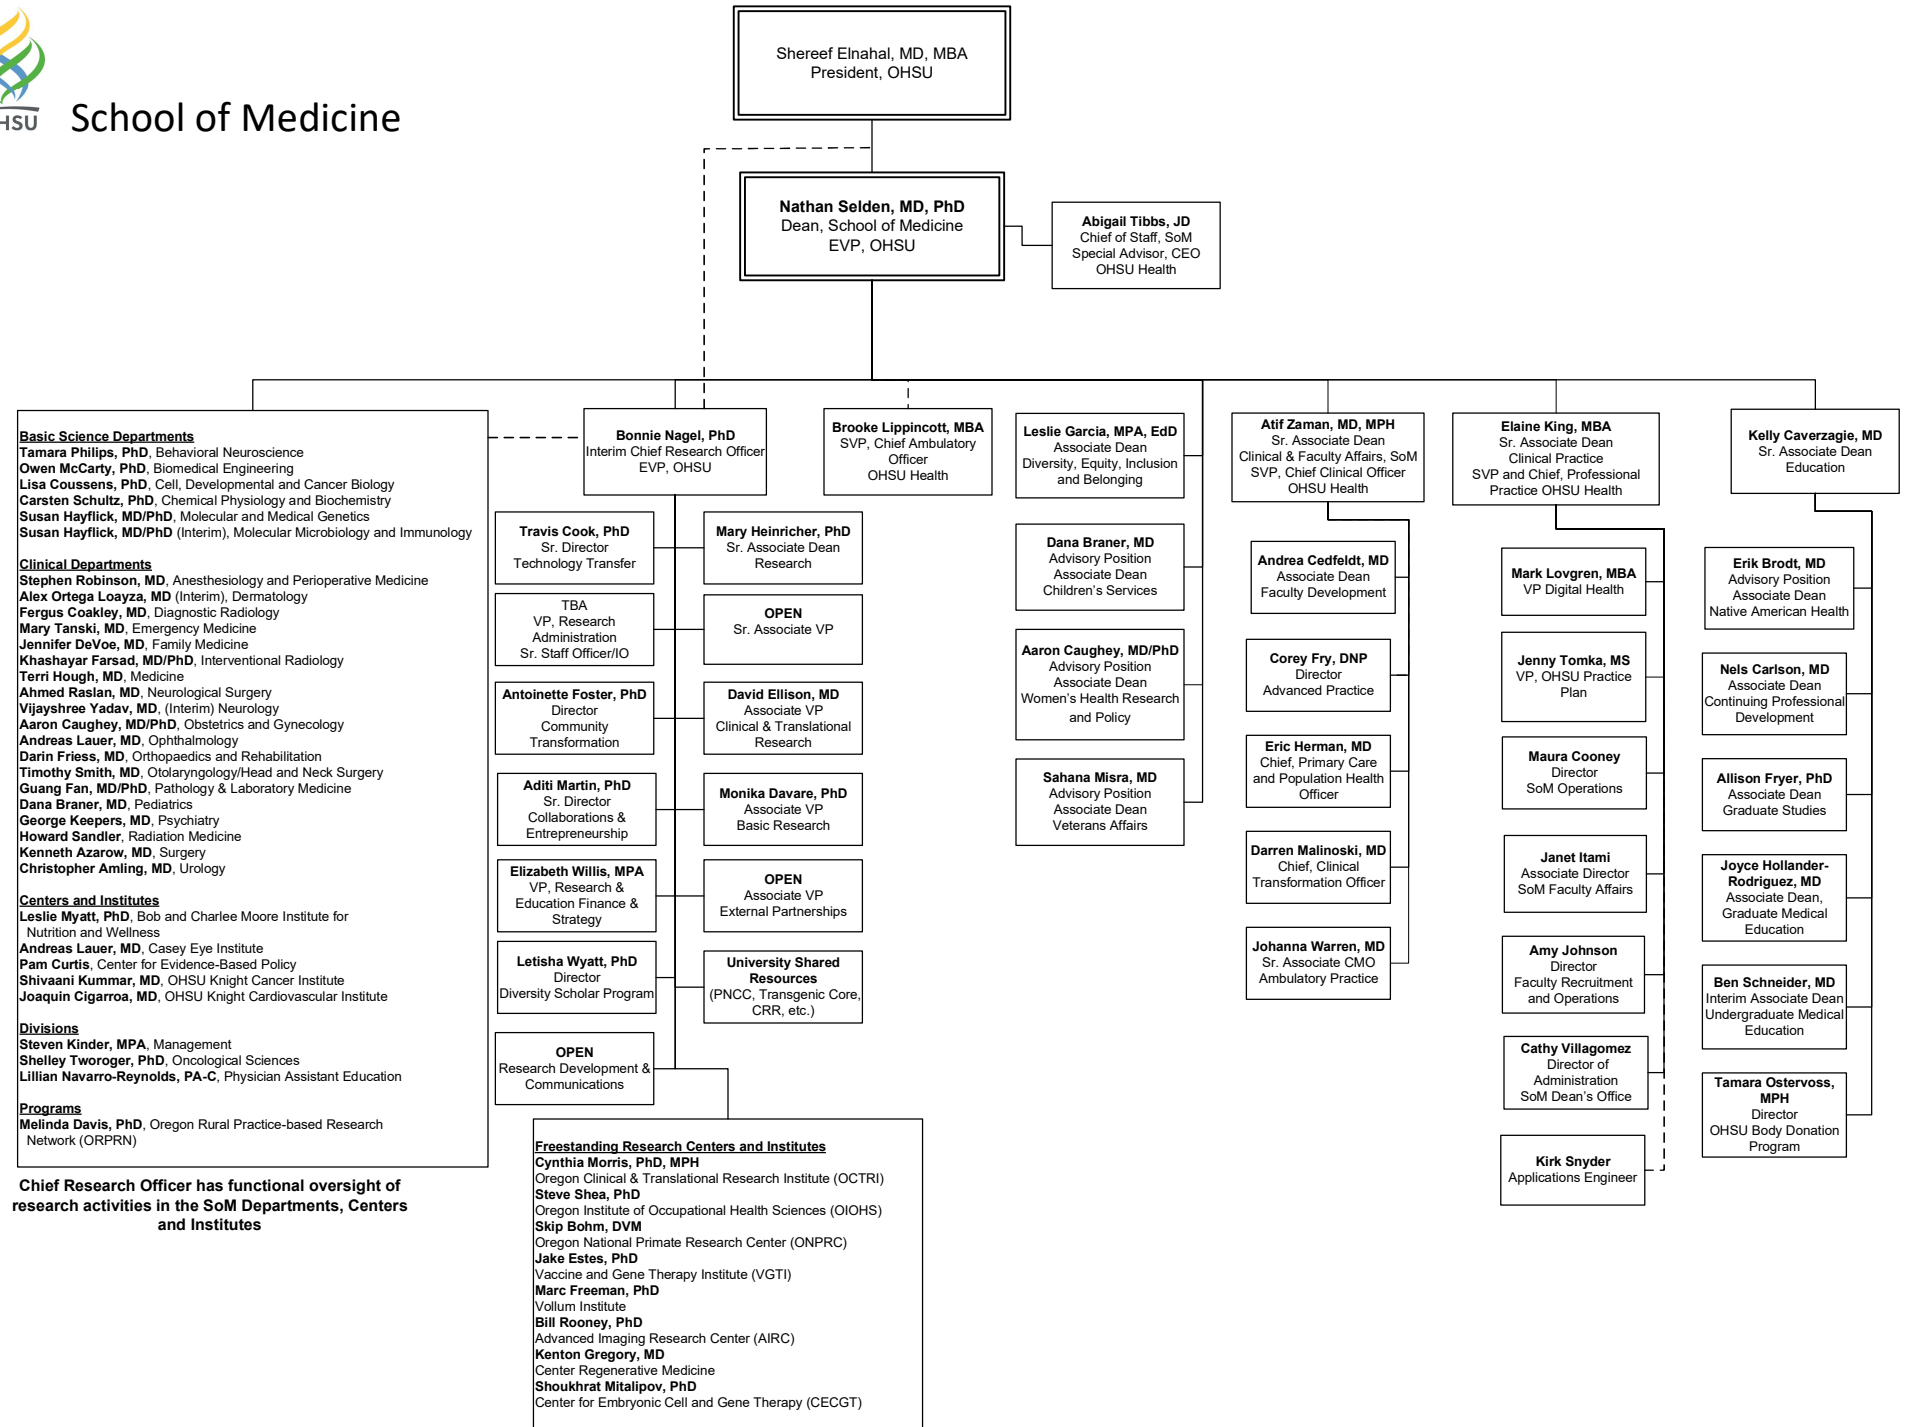 HSU
School of Medicine
Shereef Elnahal, MD, MBA
President, OHSU
Nathan Selden, MD, PhD
Dean, School of Medicine
EVP, OHSU
Abigail Tibbs, JD
Chief of Staff, SoM
Special Advisor, CEO
OHSU Health
Basic Science Departments
Tamara Philips, PhD, Behavioral Neuroscience
Owen McCarty, PhD, Biomedical Engineering
Lisa Coussens, PhD, Cell, Developmental and Cancer Biology
Carsten Schultz, PhD, Chemical Physiology and Biochemistry
Susan Hayflick, MD/PhD, Molecular and Medical Genetics
Susan Hayflick, MD/PhD (Interim), Molecular Microbiology and Immunology
Clinical Departments
Stephen Robinson, MD, Anesthesiology and Perioperative Medicine
Alex Ortega Loayza, MD (Interim), Dermatology
Fergus Coakley, MD, Diagnostic Radiology
Mary Tanski, MD, Emergency Medicine
Jennifer DeVoe, MD, Family Medicine
Khashayar Farsad, MD/PhD, Interventional Radiology
Terri Hough, MD, Medicine
Ahmed Raslan, MD, Neurological Surgery
Vijayshree Yadav, MD, (Interim) Neurology
Aaron Caughey, MD/PhD, Obstetrics and Gynecology
Andreas Lauer, MD, Ophthalmology
Darin Friess, MD, Orthopaedics and Rehabilitation
Timothy Smith, MD, Otolaryngology/Head and Neck Surgery
Guang Fan, MD/PhD, Pathology & Laboratory Medicine
Dana Braner, MD, Pediatrics
George Keepers, MD, Psychiatry
Howard Sandler, Radiation Medicine
Kenneth Azarow, MD, Surgery
Christopher Amling, MD, Urology
Centers and Institutes
Leslie Myatt, PhD, Bob and Charlee Moore Institute for
Nutrition and Wellness
Andreas Lauer, MD, Casey Eye Institute
Pam Curtis, Center for Evidence-Based Policy
Shivaani Kummar, MD, OHSU Knight Cancer Institute
Joaquin Cigarroa, MD, OHSU Knight Cardiovascular Institute
Divisions
Steven Kinder, MPA, Management
Shelley Tworoger, PhD, Oncological Sciences
Lillian Navarro-Reynolds, PA-C, Physician Assistant Education
Programs
Melinda Davis, PhD, Oregon Rural Practice-based Research
Network (ORPRN)
Chief Research Officer has functional oversight of
research activities in the SoM Departments, Centers
and Institutes
Bonnie Nagel, PhD
Interim Chief Research Officer
EVP, OHSU
Travis Cook, PhD
Sr. Director
Technology Transfer
Mary Heinricher, PhD
Sr. Associate Dean
Research
TBA
VP, Research
Administration
Sr. Staff Officer/IO
OPEN
Sr. Associate VP
Antoinette Foster, PhD
Director
Community
Transformation
David Ellison, MD
Associate VP
Clinical & Translational
Research
Aditi Martin, PhD
Sr. Director
Collaborations &
Entrepreneurship
Monika Davare, PhD
Associate VP
Basic Research
Elizabeth Willis, MPA
VP, Research &
Education Finance &
Strategy
OPEN
Associate VP
External Partnerships
Letisha Wyatt, PhD
Director
Diversity Scholar Program
University Shared
Resources
(PNCC, Transgenic Core,
CRR, etc.)
OPEN
Research Development &
Communications
Freestanding Research Centers and Institutes
Cynthia Morris, PhD, MPH
Oregon Clinical & Translational Research Institute (OCTRI)
Steve Shea, PhD
Oregon Institute of Occupational Health Sciences (OIOHS)
Skip Bohm, DVM
Oregon National Primate Research Center (ONPRC)
Jake Estes, PhD
Vaccine and Gene Therapy Institute (VGTI)
Marc Freeman, PhD
Vollum Institute
Bill Rooney, PhD
Advanced Imaging Research Center (AIRC)
Kenton Gregory, MD
Center Regenerative Medicine
Shoukhrat Mitalipov, PhD
Center for Embryonic Cell and Gene Therapy (CECGT)
Brooke Lippincott, MBA
SVP, Chief Ambulatory
Officer
OHSU Health
Leslie Garcia, MPA, EdD
Associate Dean
Diversity, Equity, Inclusion
and Belonging
Dana Braner, MD
Advisory Position
Associate Dean
Children's Services
Aaron Caughey, MD/PhD
Advisory Position
Associate Dean
Women's Health Research
and Policy
Sahana Misra, MD
Advisory Position
Associate Dean
Veterans Affairs
Atif Zaman, MD, MPH
Sr. Associate Dean
Clinical & Faculty Affairs, SoM
SVP, Chief Clinical Officer
OHSU Health
Andrea Cedfeldt, MD
Associate Dean
Faculty Development
Corey Fry, DNP
Director
Advanced Practice
Eric Herman, MD
Chief, Primary Care
and Population Health
Officer
Darren Malinoski, MD
Chief, Clinical
Transformation Officer
Johanna Warren, MD
Sr. Associate CMO
Ambulatory Practice
Elaine King, MBA
Sr. Associate Dean
Clinical Practice
SVP and Chief, Professional
Practice OHSU Health
Mark Lovgren, MBA
VP Digital Health
Jenny Tomka, MS
VP, OHSU Practice
Plan
Maura Cooney
Director
SoM Operations
Janet Itami
Associate Director
SoM Faculty Affairs
Amy Johnson
Director
Faculty Recruitment
and Operations
Cathy Villagomez
Director of
Administration
SoM Dean's Office
Kirk Snyder
Applications Engineer
Kelly Caverzagie, MD
Sr. Associate Dean
Education
Erik Brodt, MD
Advisory Position
Associate Dean
Native American Health
Nels Carlson, MD
Associate Dean
Continuing Professional
Development
Allison Fryer, PhD
Associate Dean
Graduate Studies
Joyce Hollander-
Rodriguez, MD
Associate Dean,
Graduate Medical
Education
Ben Schneider, MD
Interim Associate Dean
Undergraduate Medical
Education
Tamara Ostervoss,
MPH
Director
OHSU Body Donation
Program